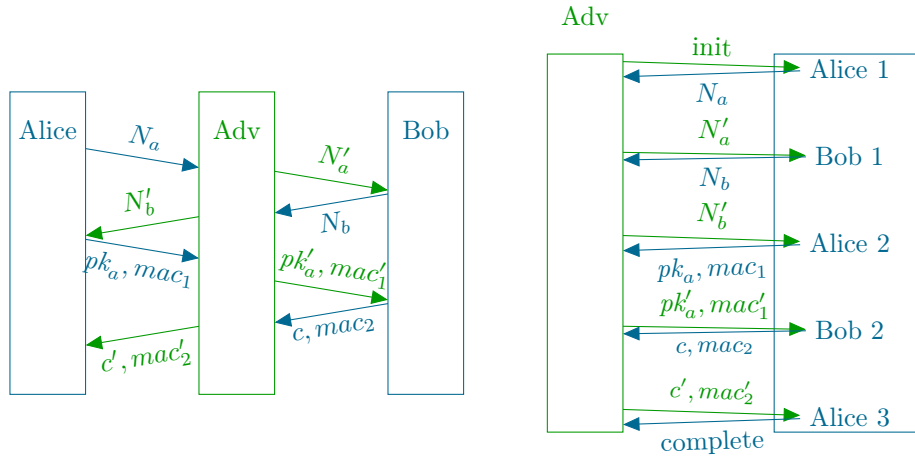 Alice
Adv
Bob
N_a
N'_a
N'_b
N_b
pk_a, mac_1
pk'_a, mac'_1
c, mac_2
c', mac'_2
Adv
init
Alice 1
N_a
N'_a
Bob 1
N_b
N'_b
Alice 2
pk_a, mac_1
pk'_a, mac'_1
Bob 2
c, mac_2
c', mac'_2
Alice 3
complete